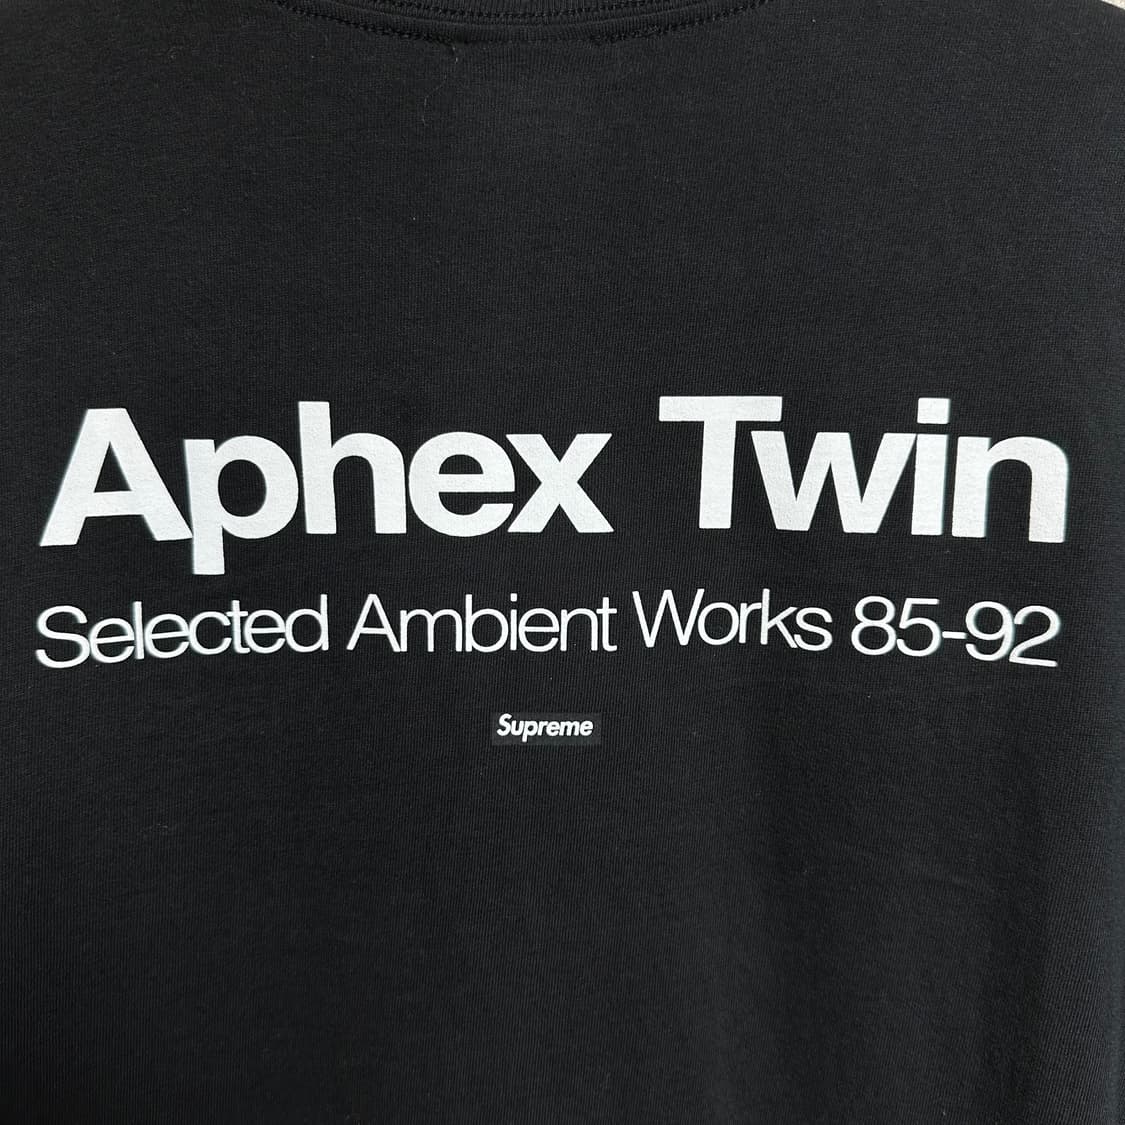 Aphex Twin
Selected Ambient Works 85-92
Supreme